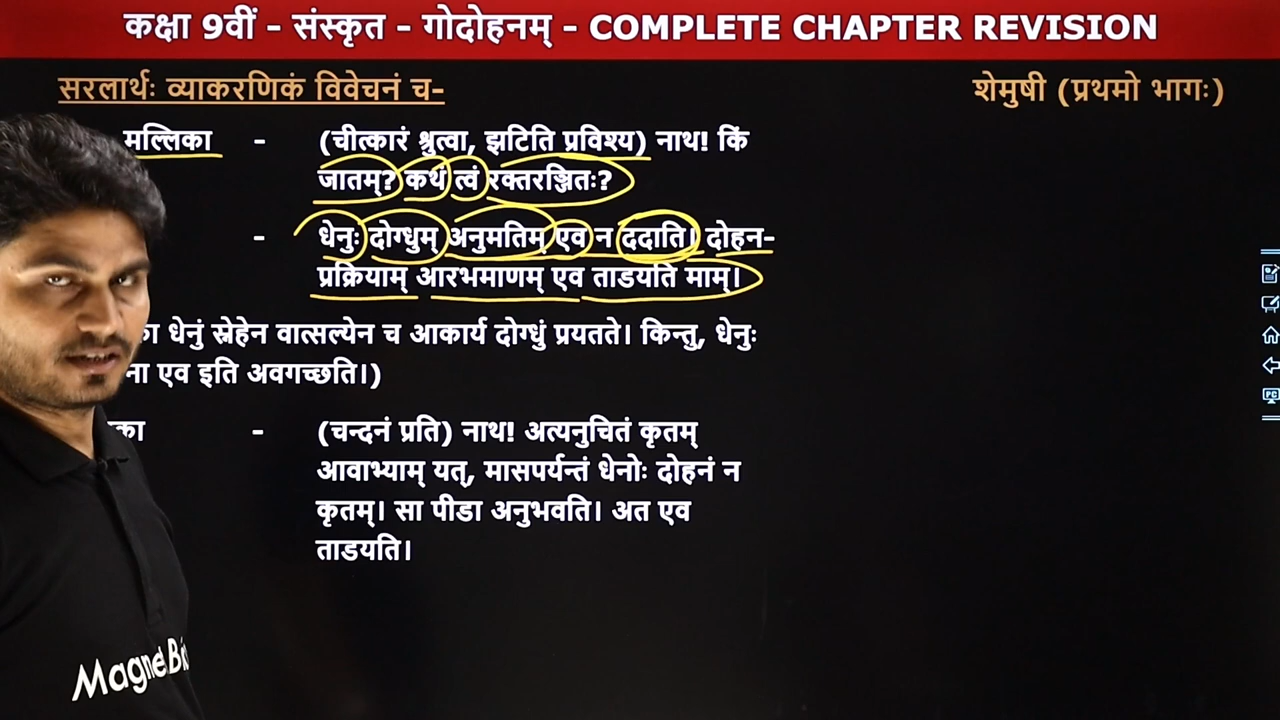 कक्षा 9वीं – संस्कृत – गोदोहनम् – COMPLETE CHAPTER REVISION
सरलार्थः व्याकरणिकं विवेचनं च-
शेमुषी (प्रथमो भागः)
मल्लिका - (चीत्कारं श्रुत्वा, झटिति प्रविश्य) नाथ! किं
जातम्? कथं त्वं रक्तरञ्जितः?
- धेनुः दोग्धुम् अनुमतिम् एव न ददाति। दोहन-
प्रक्रियाम् आरभमाणम् एव ताडयति माम्।
का धेनुं स्नेहेन वात्सल्येन च आकार्य दोग्धुं प्रयतते। किन्तु, धेनुः
ना एव इति अवगच्छति।)
का - (चन्दनं प्रति) नाथ! अत्यनुचितं कृतम्
आवाभ्याम् यत्, मासपर्यन्तं धेनोः दोहनं न
कृतम्। सा पीडा अनुभवति। अत एव
ताडयति।